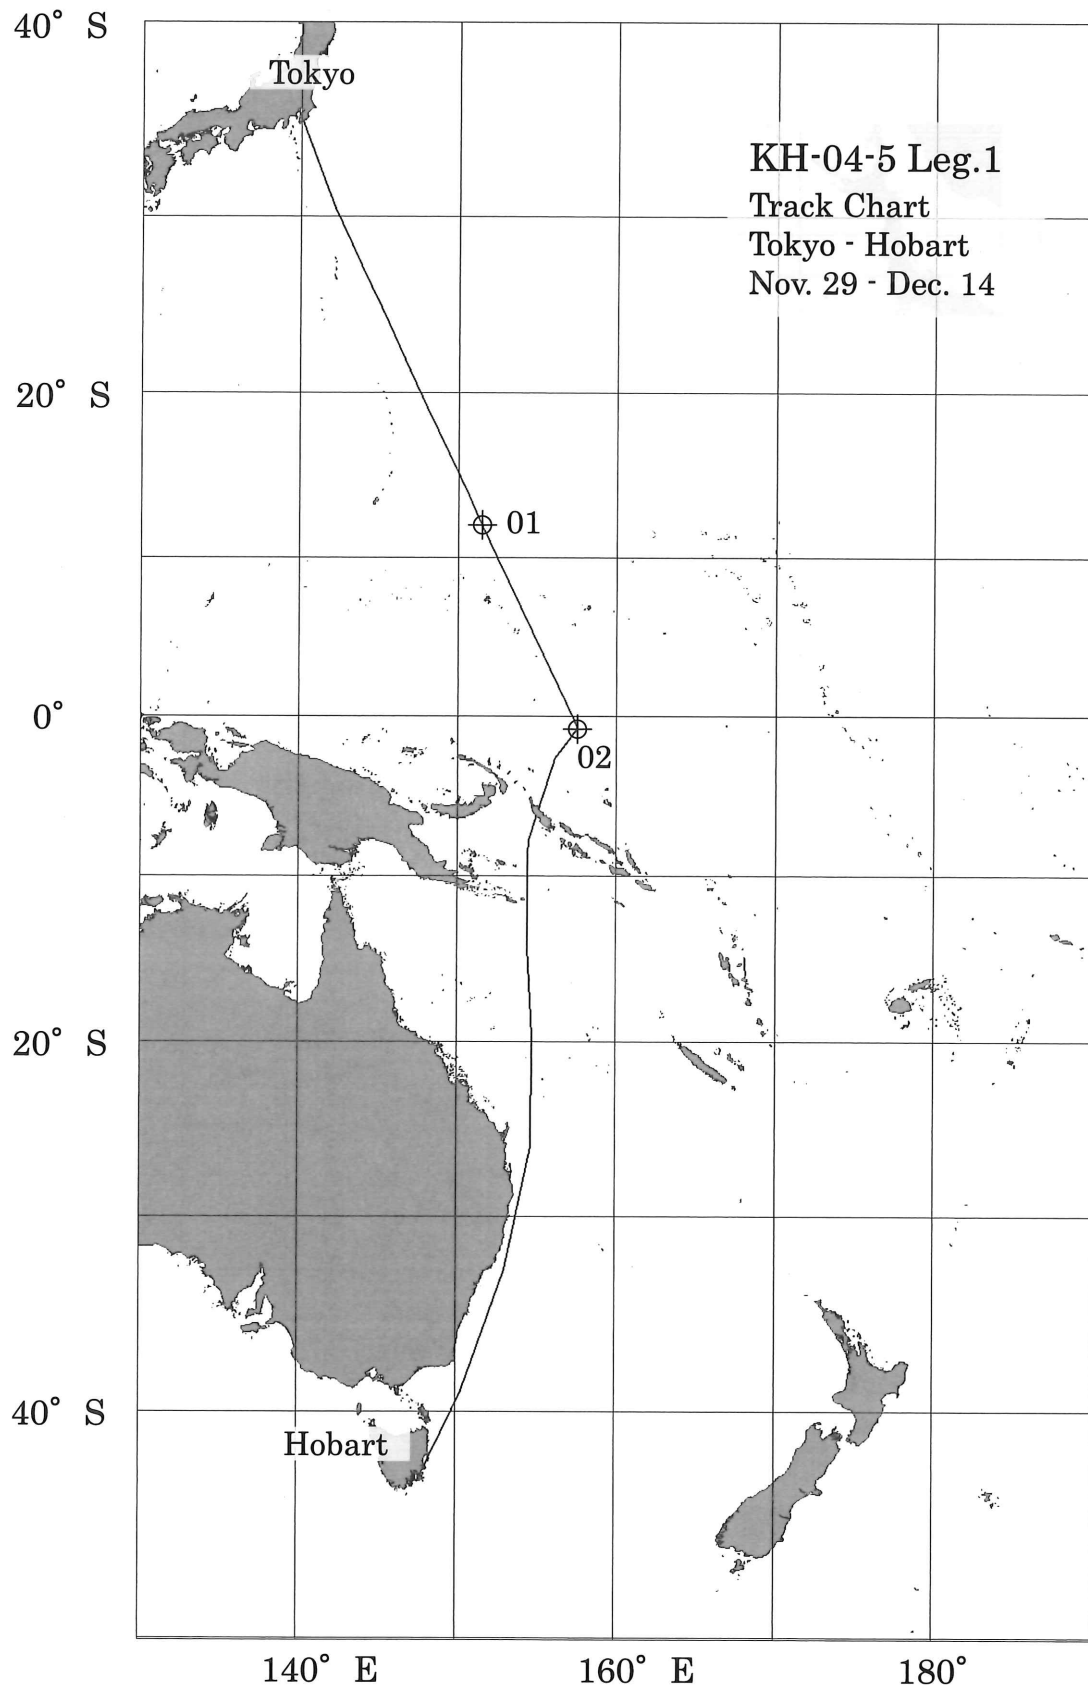 40° S
Tokyo
KH-04-5 Leg.1
Track Chart
Tokyo - Hobart
Nov. 29 - Dec. 14
20° S
01
0°
02
20° S
40° S
Hobart
140° E
160° E
180°